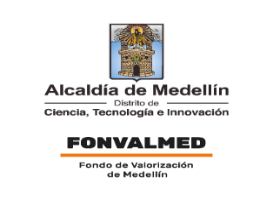 Alcaldía de Medellín
Distrito de
Ciencia, Tecnología e Innovación
FONVALMED
Fondo de Valorización
de Medellín